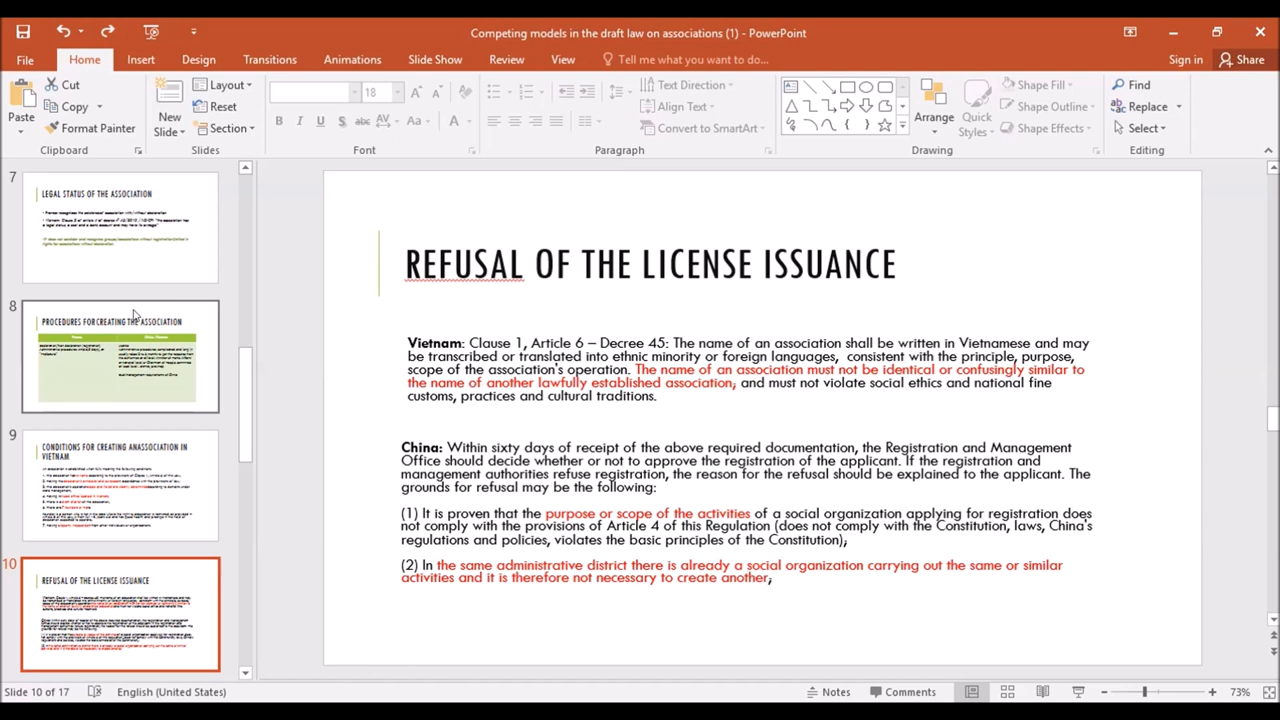 Competing models in the draft law on associations (1) - PowerPoint
File
Home
Insert
Design
Transitions
Animations
Slide Show
Review
View
Tell me what you want to do...
Sign in
Share
Paste
Cut
Copy
Format Painter
Clipboard
New
Slide
Layout
Reset
Section
Slides
18
Font
Text Direction
Align Text
Convert to SmartArt
Paragraph
Arrange
Quick
Styles
Shape Fill
Shape Outline
Shape Effects
Drawing
Find
Replace
Select
Editing
7
LEGAL STATUS OF THE ASSOCIATION
8
PROCEDURES FOR CREATING THE ASSOCIATION
9
CONDITIONS FOR CREATING ANASSOCIATION IN
VIETNAM
10
REFUSAL OF THE LICENSE ISSUANCE
REFUSAL OF THE LICENSE ISSUANCE
Vietnam: Clause 1, Article 6 – Decree 45: The name of an association shall be written in Vietnamese and may
be transcribed or translated into ethnic minority or foreign languages, consistent with the principle, purpose,
scope of the association's operation. The name of an association must not be identical or confusingly similar to
the name of another lawfully established association, and must not violate social ethics and national fine
customs, practices and cultural traditions.
China: Within sixty days of receipt of the above required documentation, the Registration and Management
Office should decide whether or not to approve the registration of the applicant. If the registration and
management authorities refuse registration, the reason for the refusal should be explained to the applicant. The
grounds for refusal may be the following:
(1) It is proven that the purpose or scope of the activities of a social organization applying for registration does
not comply with the provisions of Article 4 of this Regulation (does not comply with the Constitution, laws, China's
regulations and policies, violates the basic principles of the Constitution);
(2) In the same administrative district there is already a social organization carrying out the same or similar
activities and it is therefore not necessary to create another;
Slide 10 of 17
English (United States)
Notes
Comments
73%